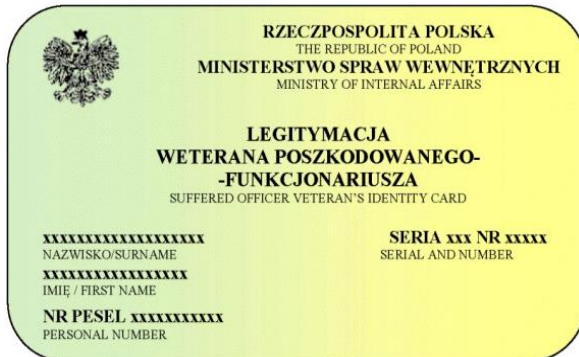 RZECZPOSPOLITA POLSKA
THE REPUBLIC OF POLAND
MINISTERSTWO SPRAW WEWNĘTRZNYCH
MINISTRY OF INTERNAL AFFAIRS
LEGITYMACJA
WETERANA POSZKODOWANEGO-
-FUNKCJONARIUSZA
SUFFERED OFFICER VETERAN'S IDENTITY CARD
xxxxxxxxxxxxxxxxxxx SERIA xxx NR xxxxx
NAZWISKO/SURNAME SERIAL AND NUMBER
xxxxxxxxxxxxxxxxx
IMIĘ / FIRST NAME
NR PESEL xxxxxxxxxxx
PERSONAL NUMBER